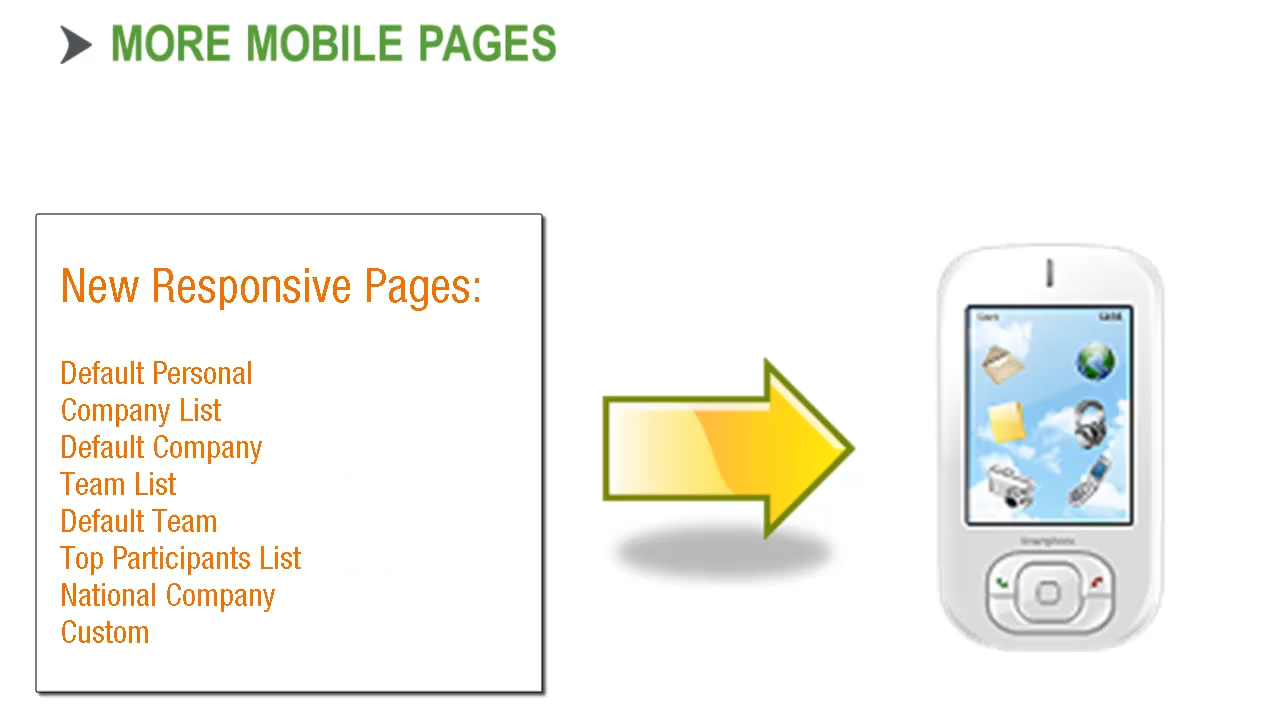 MORE MOBILE PAGES
New Responsive Pages:
Default Personal
Company List
Default Company
Team List
Default Team
Top Participants List
National Company
Custom
Smartphone